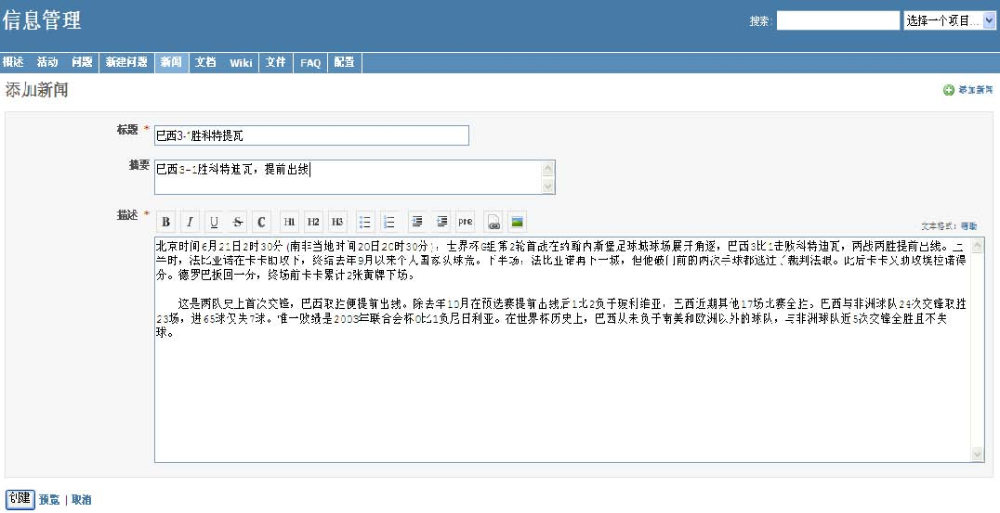 信息管理
搜索:
选择一个项目...
概述 活动 问题 新建问题 新闻 文档 Wiki 文件 FAQ 配置
添加新闻
添加新闻
标题 *
巴西3-1胜科特提瓦
摘要
巴西3-1胜科特迪瓦，提前出线
描述 *
B I U S C H1 H2 H3 pre
文本格式: 帮助
北京时间6月21日2时30分(南非当地时间20日20时30分)，世界杯G组第2轮首战在约翰内斯堡足球城球场展开角逐，巴西3比1击败科特迪瓦，两战两胜提前出线。上
半时，法比亚诺在卡卡助攻下，终结去年9月以来个人国家队球荒。下半场，法比亚诺再下一城，但他破门前的两次手球都逃过了裁判法眼。此后卡卡又助攻埃拉诺得
分。德罗巴扳回一分，终场前卡卡累计2张黄牌下场。
这是两队史上首次交锋，巴西取胜便提前出线。除去年10月在预选赛提前出线后1比2负于玻利维亚，巴西近期其他17场比赛全胜。巴西与非洲球队24次交锋取胜
23场，进65球仅失7球。惟一败绩是2003年联合会杯0比1负尼日利亚。在世界杯历史上，巴西从未负于南美和欧洲以外的球队，与非洲球队近5次交锋全胜且不失
球。
创建 预览 | 取消